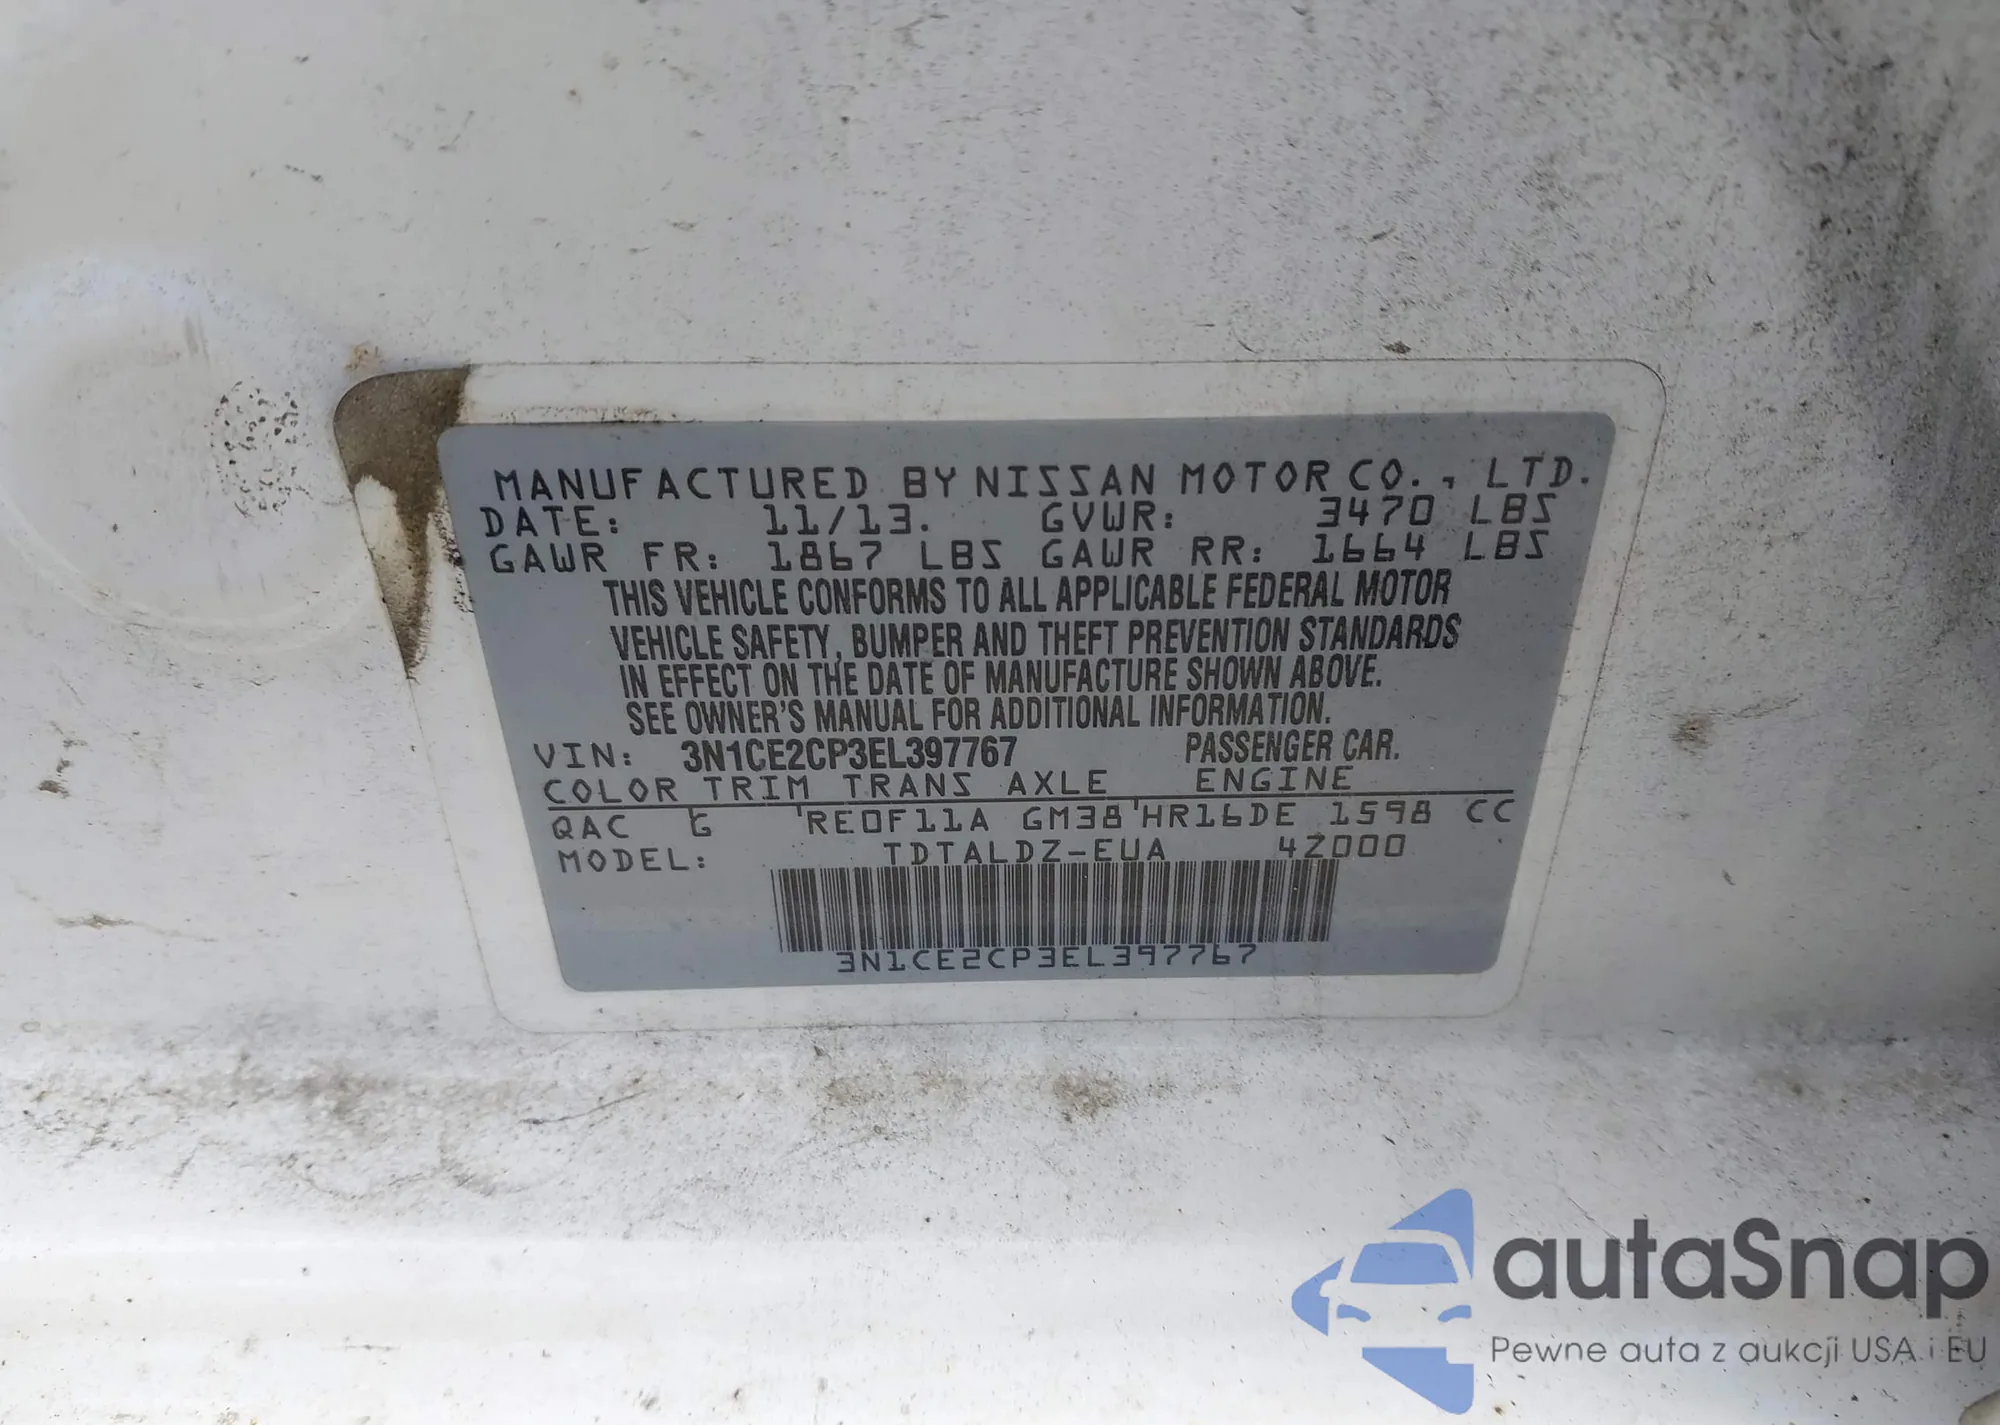 MANUFACTURED BY NISSAN MOTOR CO., LTD.
DATE: 11/13. GVWR: 3470 LBS
GAWR FR: 1867 LBS GAWR RR: 1664 LBS
THIS VEHICLE CONFORMS TO ALL APPLICABLE FEDERAL MOTOR
VEHICLE SAFETY, BUMPER AND THEFT PREVENTION STANDARDS
IN EFFECT ON THE DATE OF MANUFACTURE SHOWN ABOVE.
SEE OWNER'S MANUAL FOR ADDITIONAL INFORMATION.
VIN: 3N1CE2CP3EL397767 PASSENGER CAR.
COLOR TRIM TRANS AXLE ENGINE
QAC G 'RE0F11A GM38'HR16DE 1598 CC
MODEL: TDTALDZ-EUA 42000
3N1CE2CP3EL397767
autaSnap
Pewne auta z aukcji USA i EU